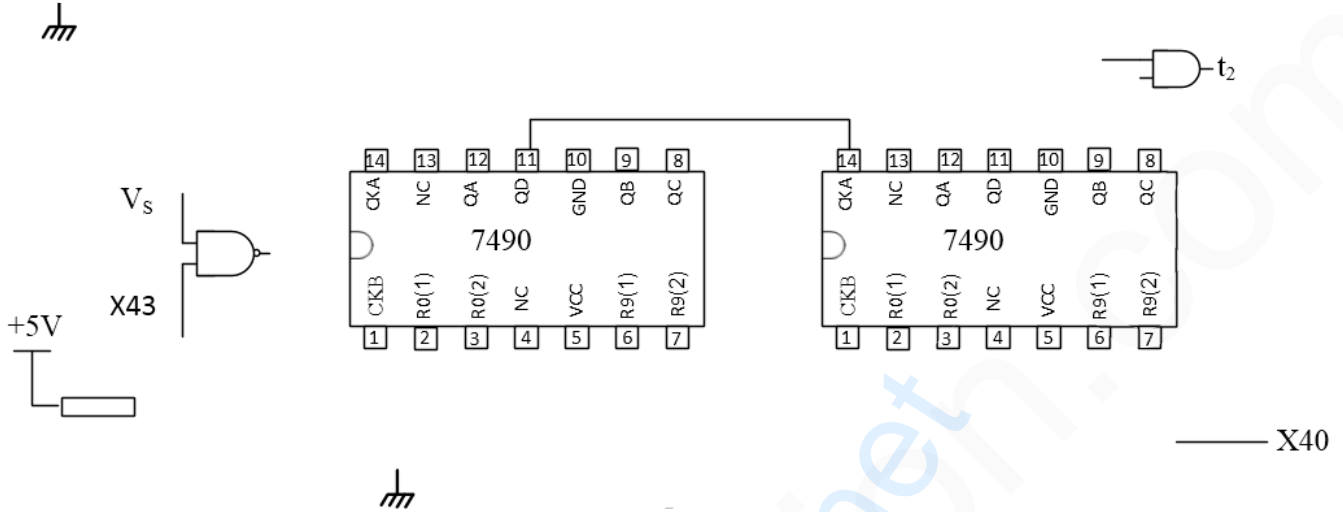 t2
14 13 12 11 10 9 8
CKA NC QA QD GND QB QC
7490
CKB R0(1) R0(2) NC VCC R9(1) R9(2)
1 2 3 4 5 6 7
14 13 12 11 10 9 8
CKA NC QA QD GND QB QC
7490
CKB R0(1) R0(2) NC VCC R9(1) R9(2)
1 2 3 4 5 6 7
VS
X43
+5V
X40